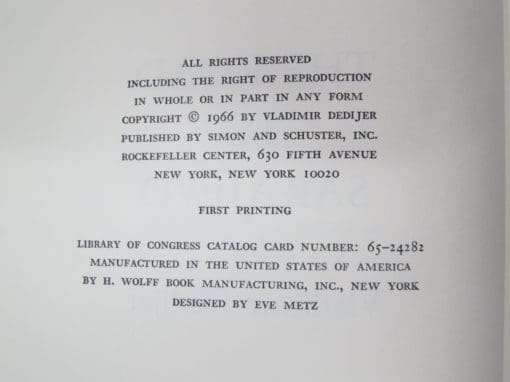 ALL RIGHTS RESERVED
INCLUDING THE RIGHT OF REPRODUCTION
IN WHOLE OR IN PART IN ANY FORM
COPYRIGHT © 1966 BY VLADIMIR DEDIJER
PUBLISHED BY SIMON AND SCHUSTER, INC.
ROCKEFELLER CENTER, 630 FIFTH AVENUE
NEW YORK, NEW YORK 10020
FIRST PRINTING
LIBRARY OF CONGRESS CATALOG CARD NUMBER: 65-24282
MANUFACTURED IN THE UNITED STATES OF AMERICA
BY H. WOLFF BOOK MANUFACTURING, INC., NEW YORK
DESIGNED BY EVE METZ